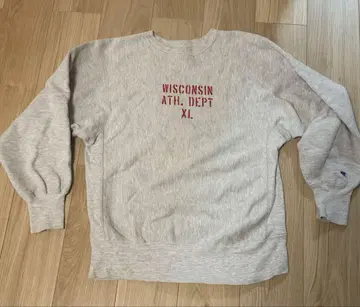 WISCONSIN
ATH. DEPT
XL